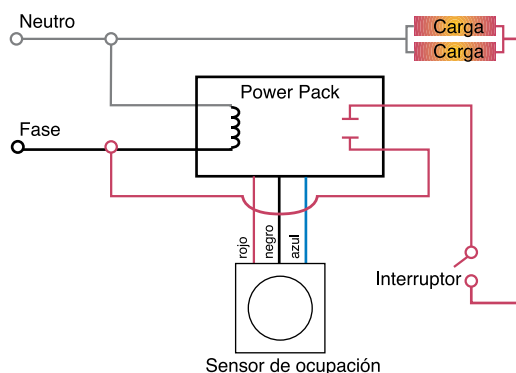 Neutro
Carga
Carga
Power Pack
Fase
rojo
negro
azul
Interruptor
Sensor de ocupación